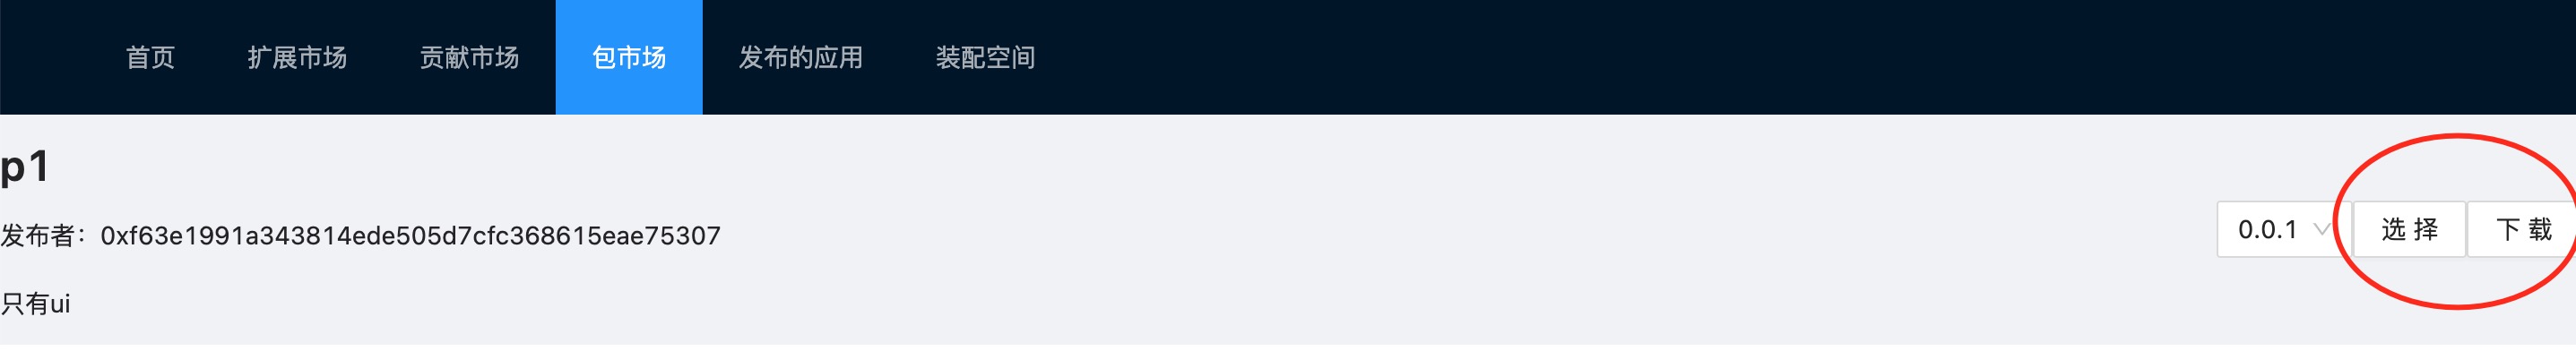 首页 扩展市场 贡献市场 包市场 发布的应用 装配空间
p1
发布者：0xf63e1991a343814ede505d7cfc368615eae75307
0.0.1 选 择 下 载
只有ui